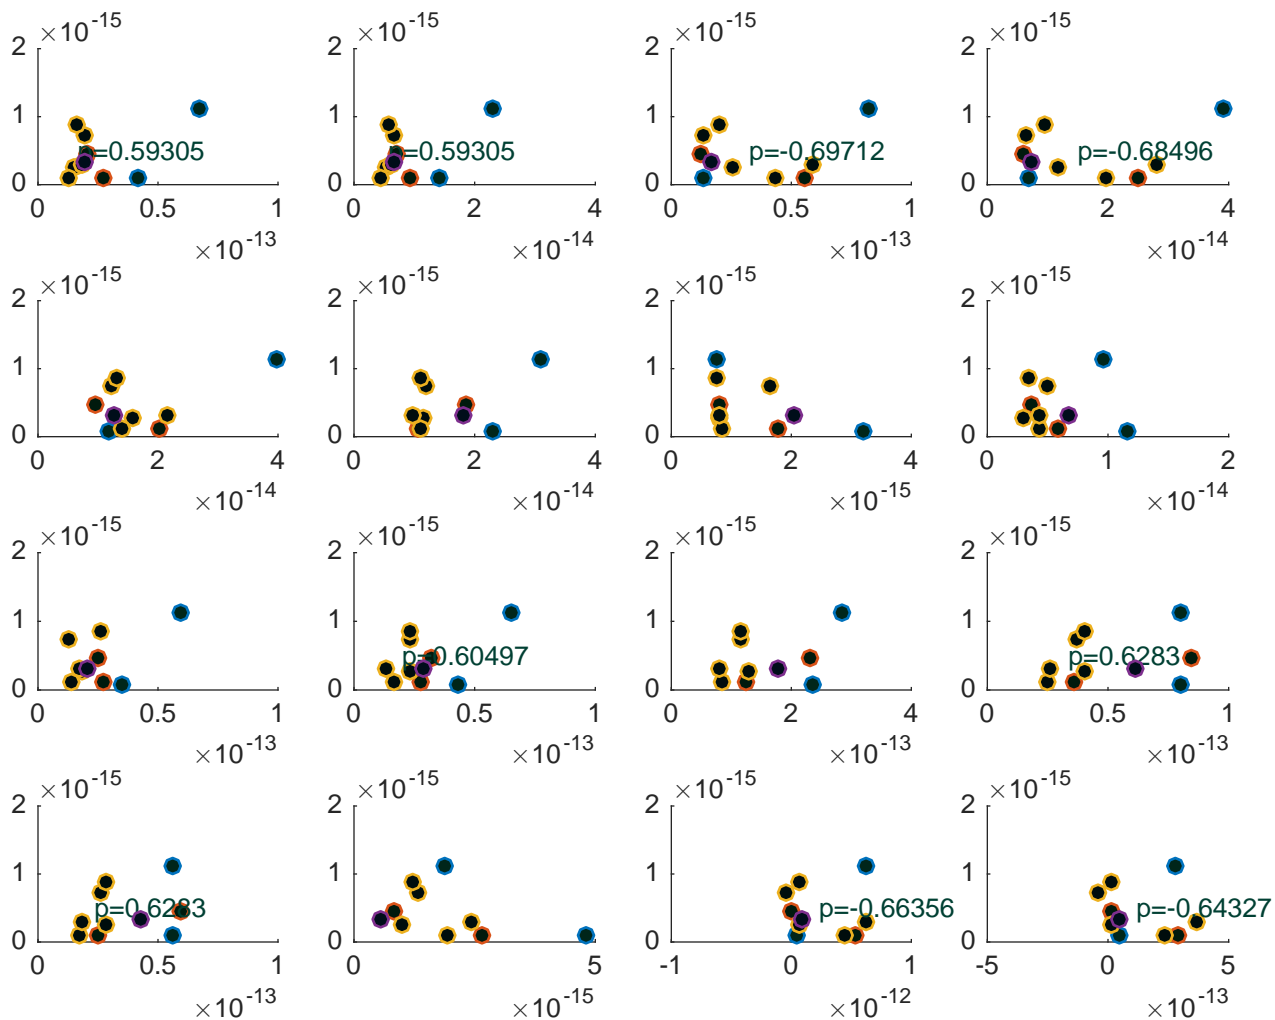 2 ×10-15 2 ×10-15 2 ×10-15 2 ×10-15
1 1 1 1
p=0.59305 p=0.59305 p=-0.69712 p=-0.68496
0 0 0 0
0 0.5 1 0 2 4 0 0.5 1 0 2 4
×10-13 ×10-14 ×10-13 ×10-14
2 ×10-15 2 ×10-15 2 ×10-15 2 ×10-15
1 1 1 1
0 0 0 0
0 2 4 0 2 4 0 2 4 0 1 2
×10-14 ×10-14 ×10-15 ×10-14
2 ×10-15 2 ×10-15 2 ×10-15 2 ×10-15
1 1 1 1
p=0.60497 p=0.6283
0 0 0 0
0 0.5 1 0 0.5 1 0 2 4 0 0.5 1
×10-13 ×10-13 ×10-13 ×10-13
2 ×10-15 2 ×10-15 2 ×10-15 2 ×10-15
1 1 1 1
p=0.6283 p=-0.66356 p=-0.64327
0 0 0 0
0 0.5 1 0 5 -1 0 1 -5 0 5
×10-13 ×10-15 ×10-12 ×10-13